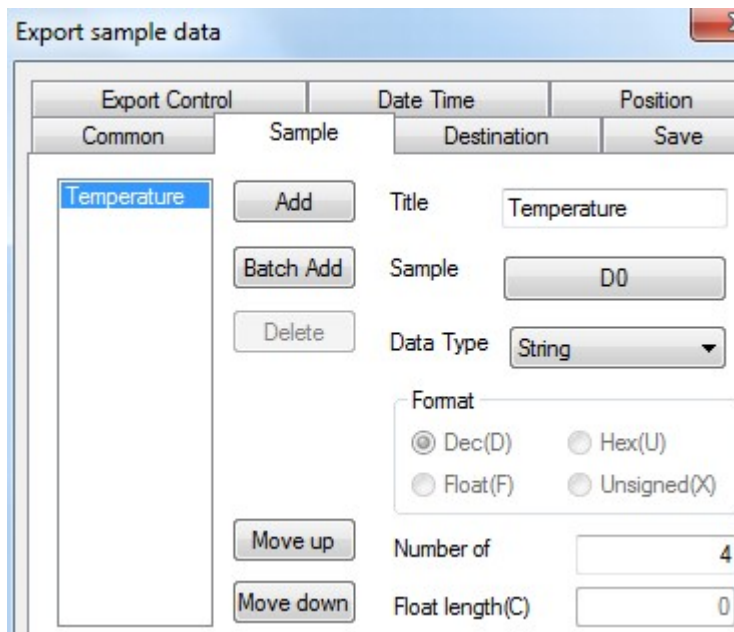 Export sample data
Export Control Date Time Position
Common Sample Destination Save
Temperature Add Title Temperature
Batch Add Sample D0
Delete Data Type String
Format
Dec(D) Hex(U)
Float(F) Unsigned(X)
Move up Number of 4
Move down Float length(C) 0